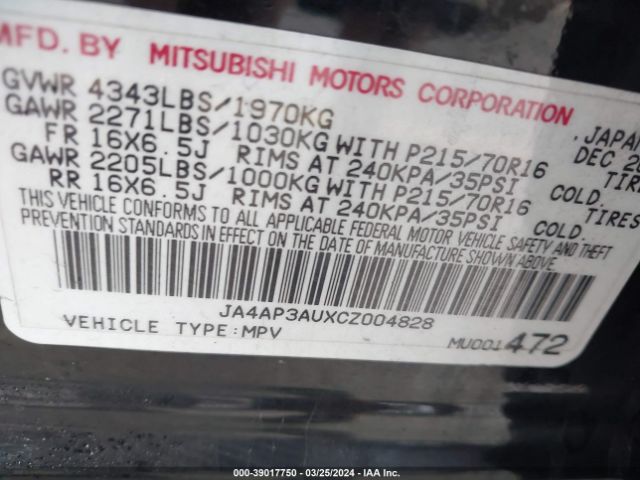 MFD. BY MITSUBISHI MOTORS CORPORATION
GVWR 4343LBS/1970KG JAPAN
GAWR 2271LBS/1030KG WITH P215/70R16 DEC
FR 16X6.5J RIMS AT 240KPA/35PSI COLD.
GAWR 2205LBS/1000KG WITH P215/70R16 TIRES
RR 16X6.5J RIMS AT 240KPA/35PSI COLD.
THIS VEHICLE CONFORMS TO ALL APPLICABLE FEDERAL MOTOR VEHICLE SAFETY AND THEFT
PREVENTION STANDARDS IN EFFECT ON THE DATE OF MANUFACTURE SHOWN ABOVE.
JA4AP3AUXCZ004828
VEHICLE TYPE:MPV MU001472
000-39017750 — 03/25/2024 — IAA Inc.